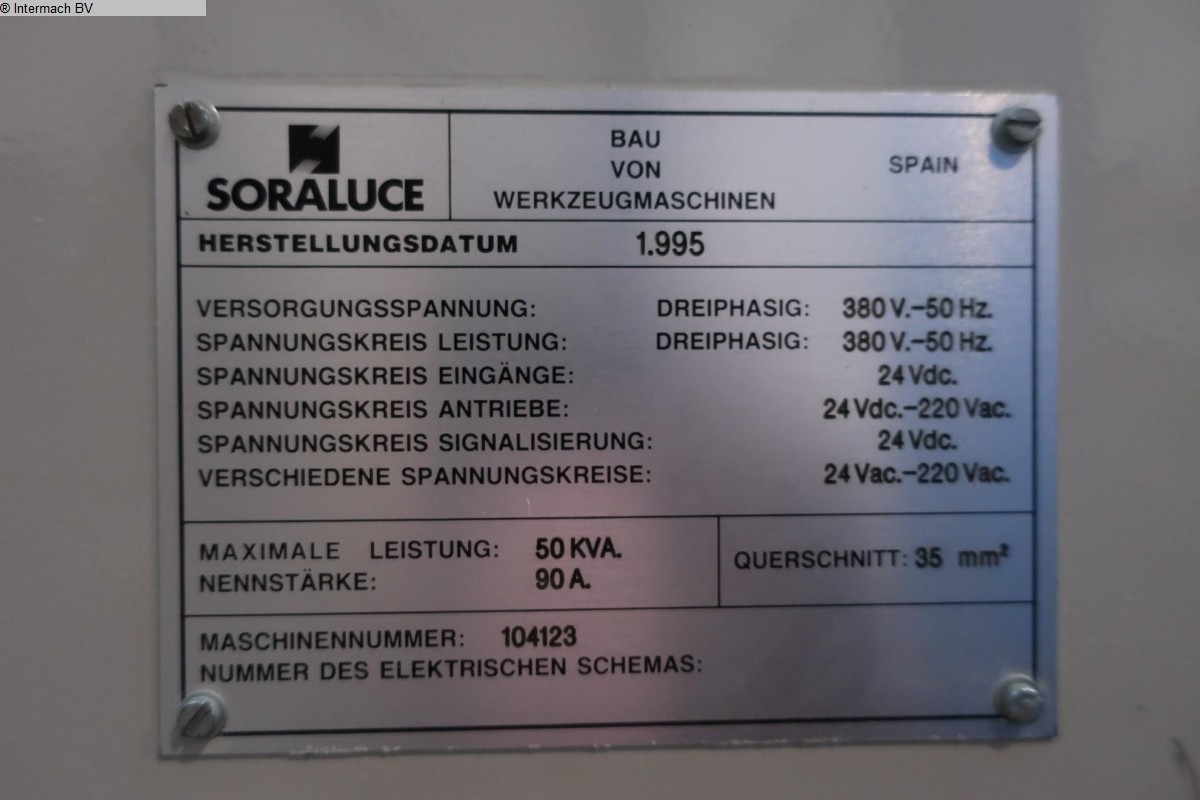 ® Intermach BV
SORALUCE
BAU
VON
WERKZEUGMASCHINEN
SPAIN
HERSTELLUNGSDATUM 1.995
VERSORGUNGSSPANNUNG: DREIPHASIG: 380 V.-50 Hz.
SPANNUNGSKREIS LEISTUNG: DREIPHASIG: 380 V.-50 Hz.
SPANNUNGSKREIS EINGÄNGE: 24 Vdc.
SPANNUNGSKREIS ANTRIEBE: 24 Vdc.-220 Vac.
SPANNUNGSKREIS SIGNALISIERUNG: 24 Vdc.
VERSCHIEDENE SPANNUNGSKREISE: 24 Vac.-220 Vac.
MAXIMALE LEISTUNG: 50 KVA.
NENNSTÄRKE: 90 A.
QUERSCHNITT: 35 mm²
MASCHINENNUMMER: 104123
NUMMER DES ELEKTRISCHEN SCHEMAS: